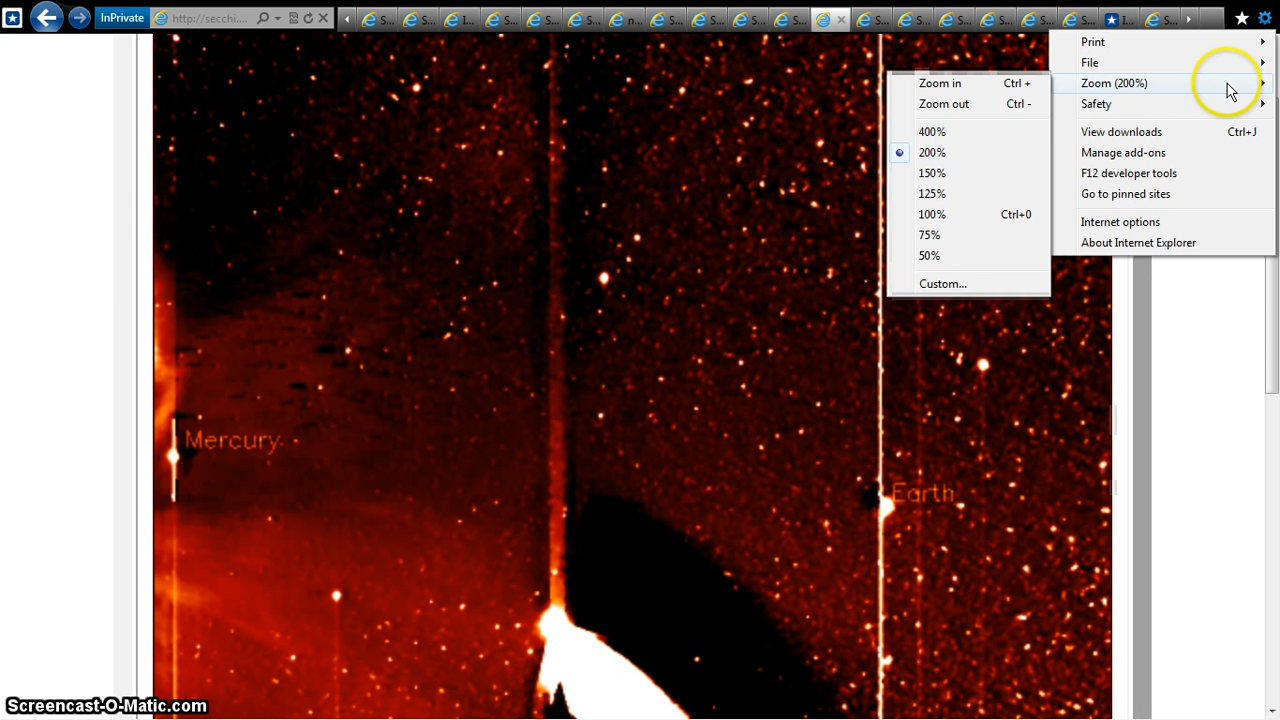 InPrivate
http://secchi...
S...
S...
I...
S...
S...
S...
n...
S...
S...
S...
S...
S...
S...
S...
S...
S...
S...
I...
S...
Print
File
Zoom (200%)
Safety
View downloads Ctrl+J
Manage add-ons
F12 developer tools
Go to pinned sites
Internet options
About Internet Explorer
Zoom in Ctrl +
Zoom out Ctrl -
400%
200%
150%
125%
100% Ctrl+0
75%
50%
Custom...
Mercury
Earth
Screencast-O-Matic.com